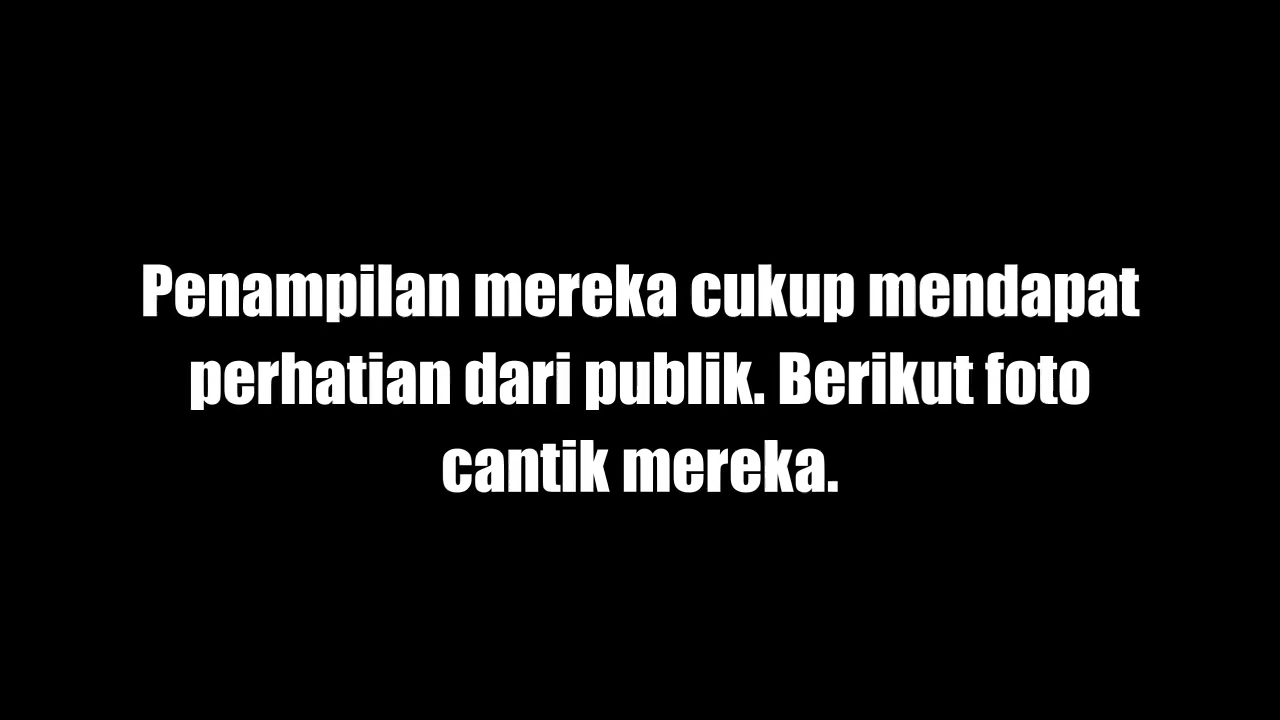 Penampilan mereka cukup mendapat
perhatian dari publik. Berikut foto
cantik mereka.